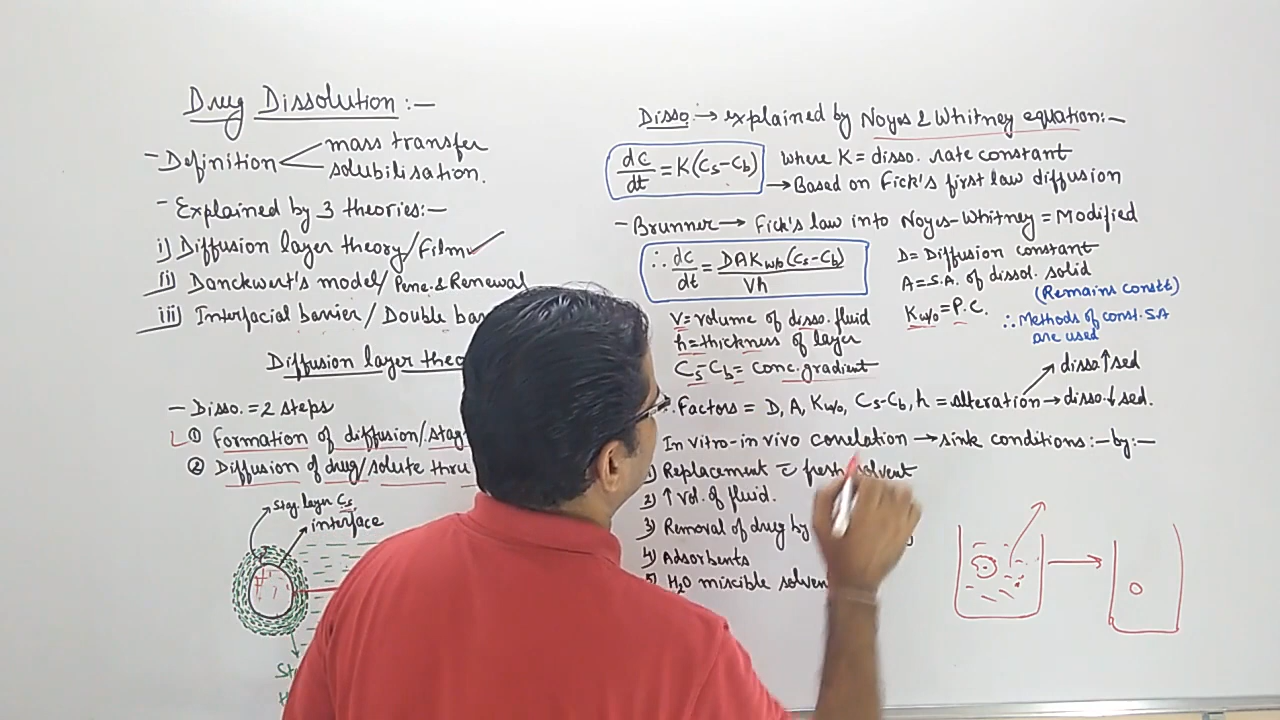 Drug Dissolution :-
- Definition
mass transfer
solubilisation.
- Explained by 3 theories:-
i) Diffusion layer theory/Film ✓
ii) Danckwert's model/ Pene. & Renewal
iii) Interfacial barrier/ Double
Diffusion layer
- Disso. = 2 steps
① formation of diffusion/
② Diffusion of drug/solute thru
Stag. layer Cs
interface
Disso → explained by Noyes & Whitney equation:-
dc/dt = K(Cs-Cb)
where K = disso. rate constant
→ Based on Fick's first law diffusion
- Brunner → Fick's law into Noyes-Whitney = Modified
∴ dc/dt = DAKw/o (Cs-Cb)/Vh
D = Diffusion constant
A = S.A. of dissol. solid
(Remains constt)
Kw/o = P.C.
∴ Methods of const. SA
are used
V = volume of disso. fluid
h = thickness of layer
Cs-Cb = conc. gradient
disso ↑ sed
Factors = D, A, Kw/o, Cs-Cb, h = alteration → disso. ↓ sed.
In vitro-in vivo correlation → sink conditions:- by:-
1) Replacement c̄ fresh solvent
2) ↑ Vol. of fluid.
3) Removal of drug by
4) Adsorbents
5) H₂O miscible